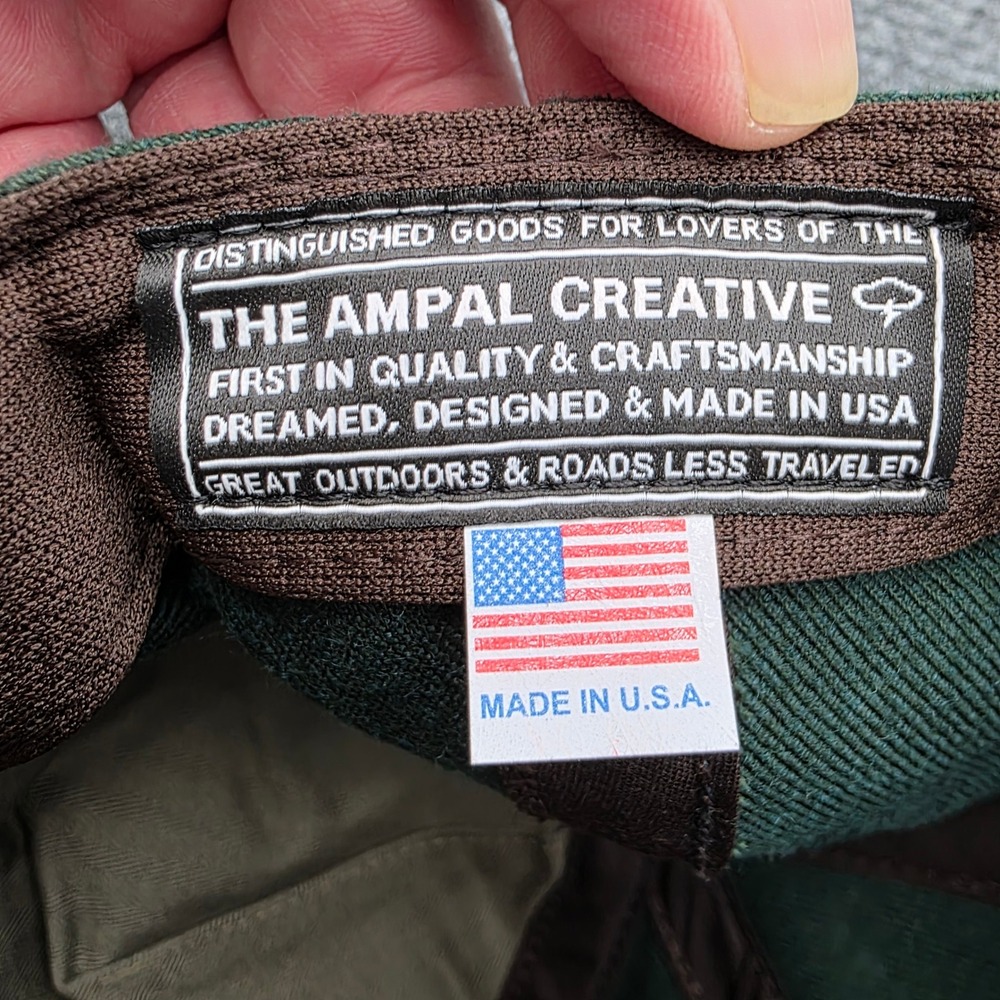 DISTINGUISHED GOODS FOR LOVERS OF THE
THE AMPAL CREATIVE
FIRST IN QUALITY & CRAFTSMANSHIP
DREAMED, DESIGNED & MADE IN USA
GREAT OUTDOORS & ROADS LESS TRAVELED
MADE IN U.S.A.